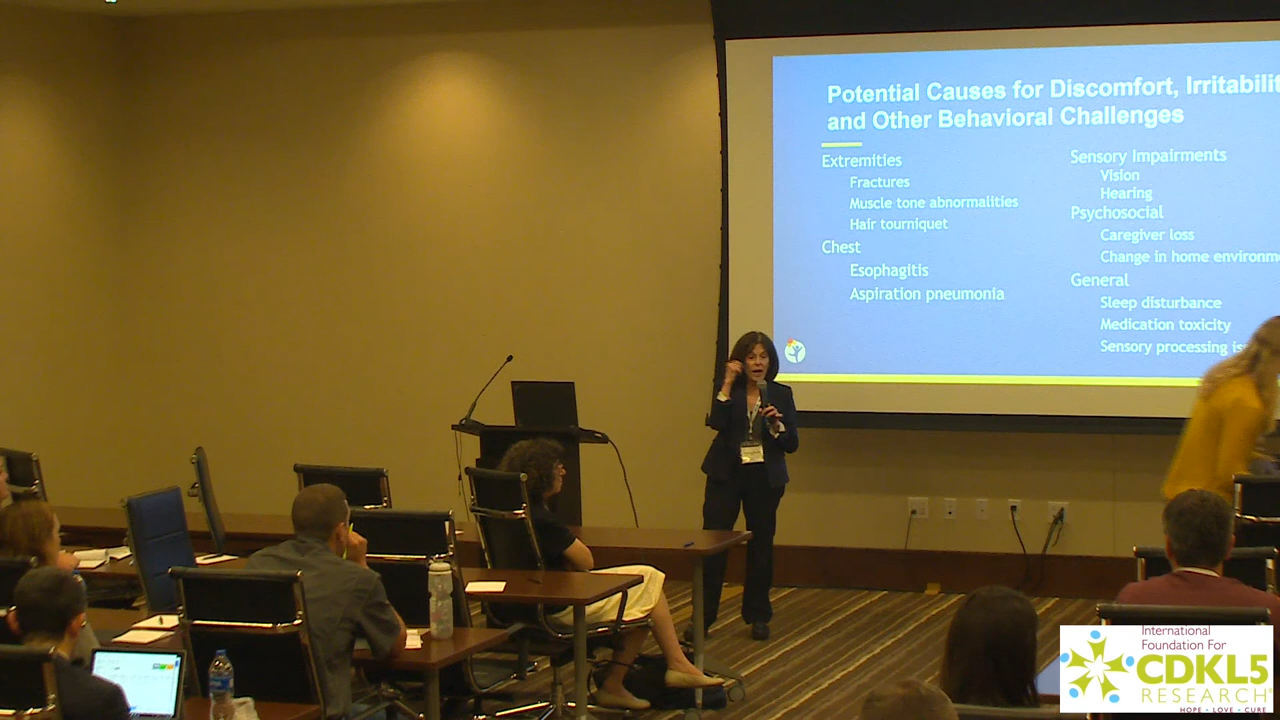 Potential Causes for Discomfort, Irritabilit
and Other Behavioral Challenges
Extremities
Fractures
Muscle tone abnormalities
Hair tourniquet
Chest
Esophagitis
Aspiration pneumonia
Sensory Impairments
Vision
Hearing
Psychosocial
Caregiver loss
Change in home environm
General
Sleep disturbance
Medication toxicity
Sensory processing is
International
Foundation For
CDKL5
RESEARCH®
HOPE • LOVE • CURE